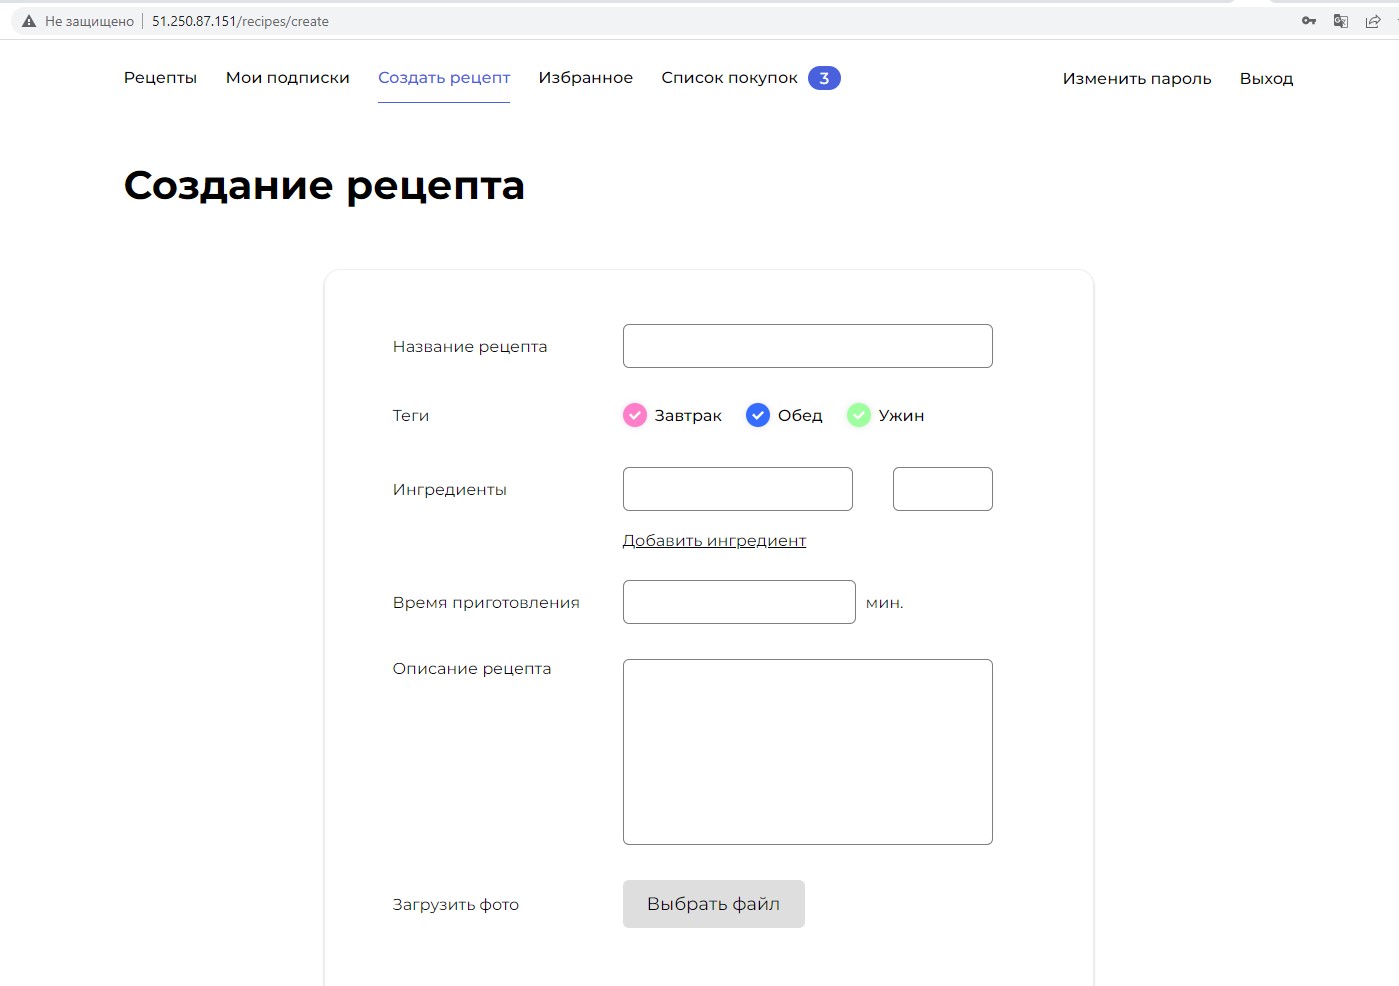 Не защищено 51.250.87.151/recipes/create
Рецепты Мои подписки Создать рецепт Избранное Список покупок 3 Изменить пароль Выход
Создание рецепта
Название рецепта
Теги Завтрак Обед Ужин
Ингредиенты
Добавить ингредиент
Время приготовления мин.
Описание рецепта
Загрузить фото Выбрать файл